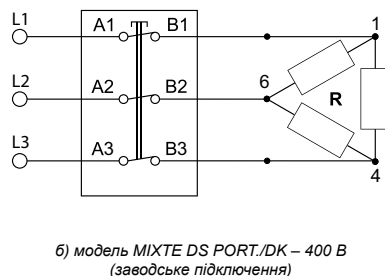 L1
A1
B1
1
L2
A2
B2
6
R
L3
A3
B3
4
б) модель MIXTE DS PORT./DK – 400 В
(заводське підключення)